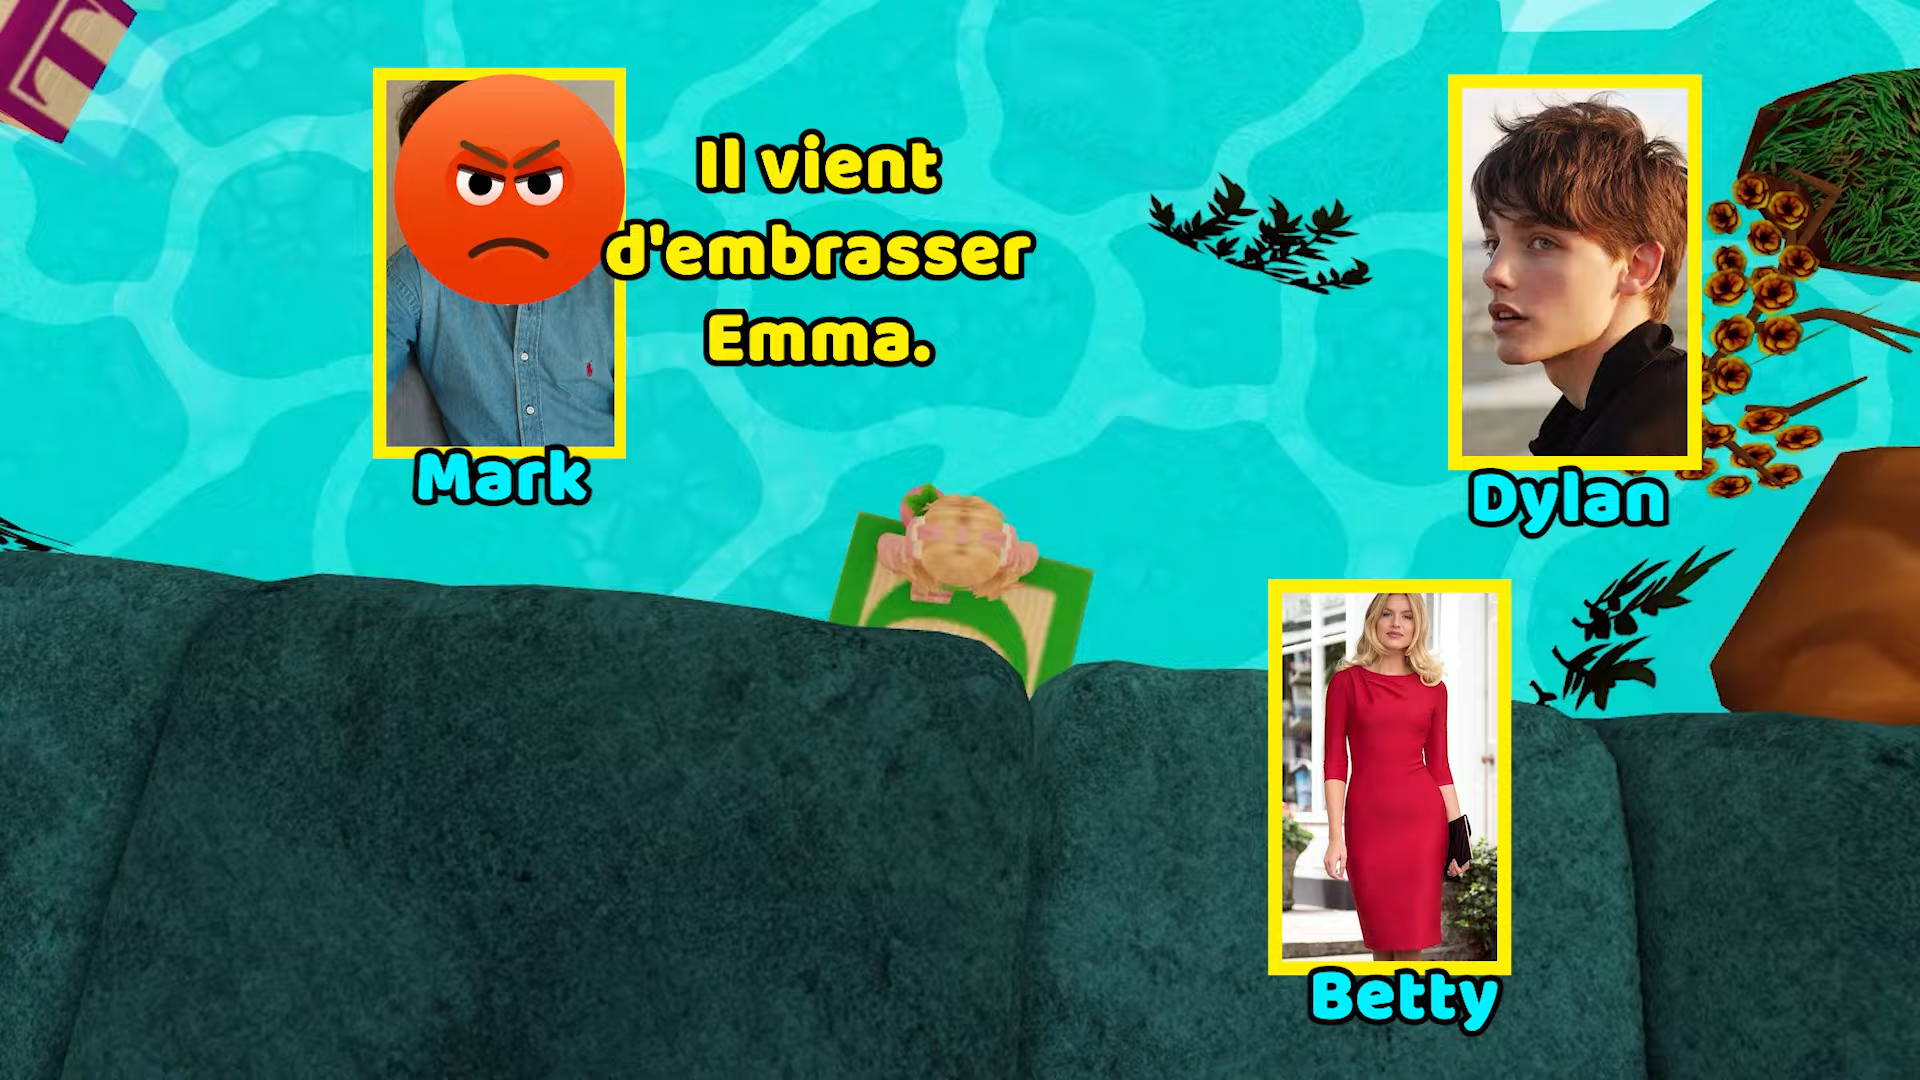 Il vient
d'embrasser
Emma.
Mark
Dylan
Betty
T